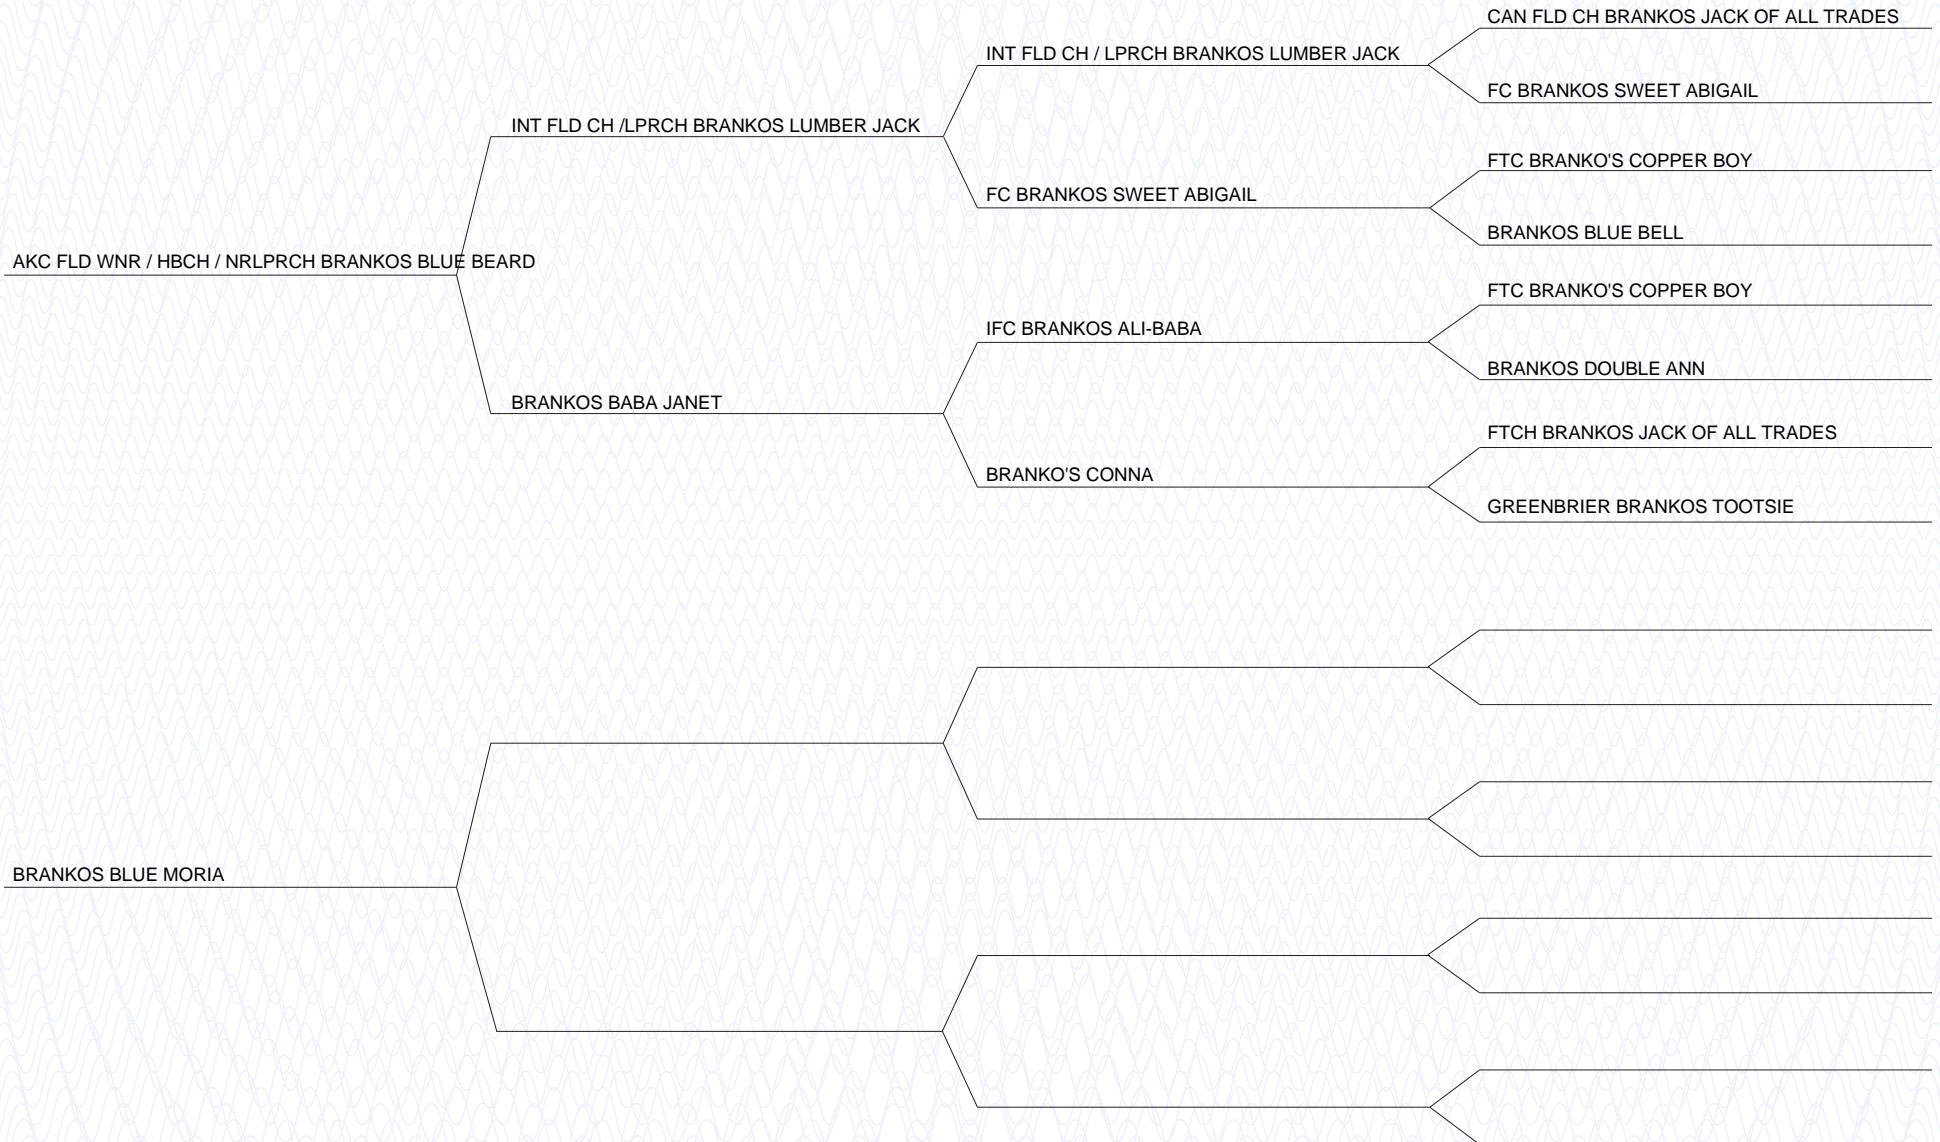 CAN FLD CH BRANKOS JACK OF ALL TRADES
INT FLD CH / LPRCH BRANKOS LUMBER JACK
FC BRANKOS SWEET ABIGAIL
INT FLD CH /LPRCH BRANKOS LUMBER JACK
FTC BRANKO'S COPPER BOY
FC BRANKOS SWEET ABIGAIL
BRANKOS BLUE BELL
AKC FLD WNR / HBCH / NRLPRCH BRANKOS BLUE BEARD
FTC BRANKO'S COPPER BOY
IFC BRANKOS ALI-BABA
BRANKOS DOUBLE ANN
BRANKOS BABA JANET
FTCH BRANKOS JACK OF ALL TRADES
BRANKO'S CONNA
GREENBRIER BRANKOS TOOTSIE
BRANKOS BLUE MORIA